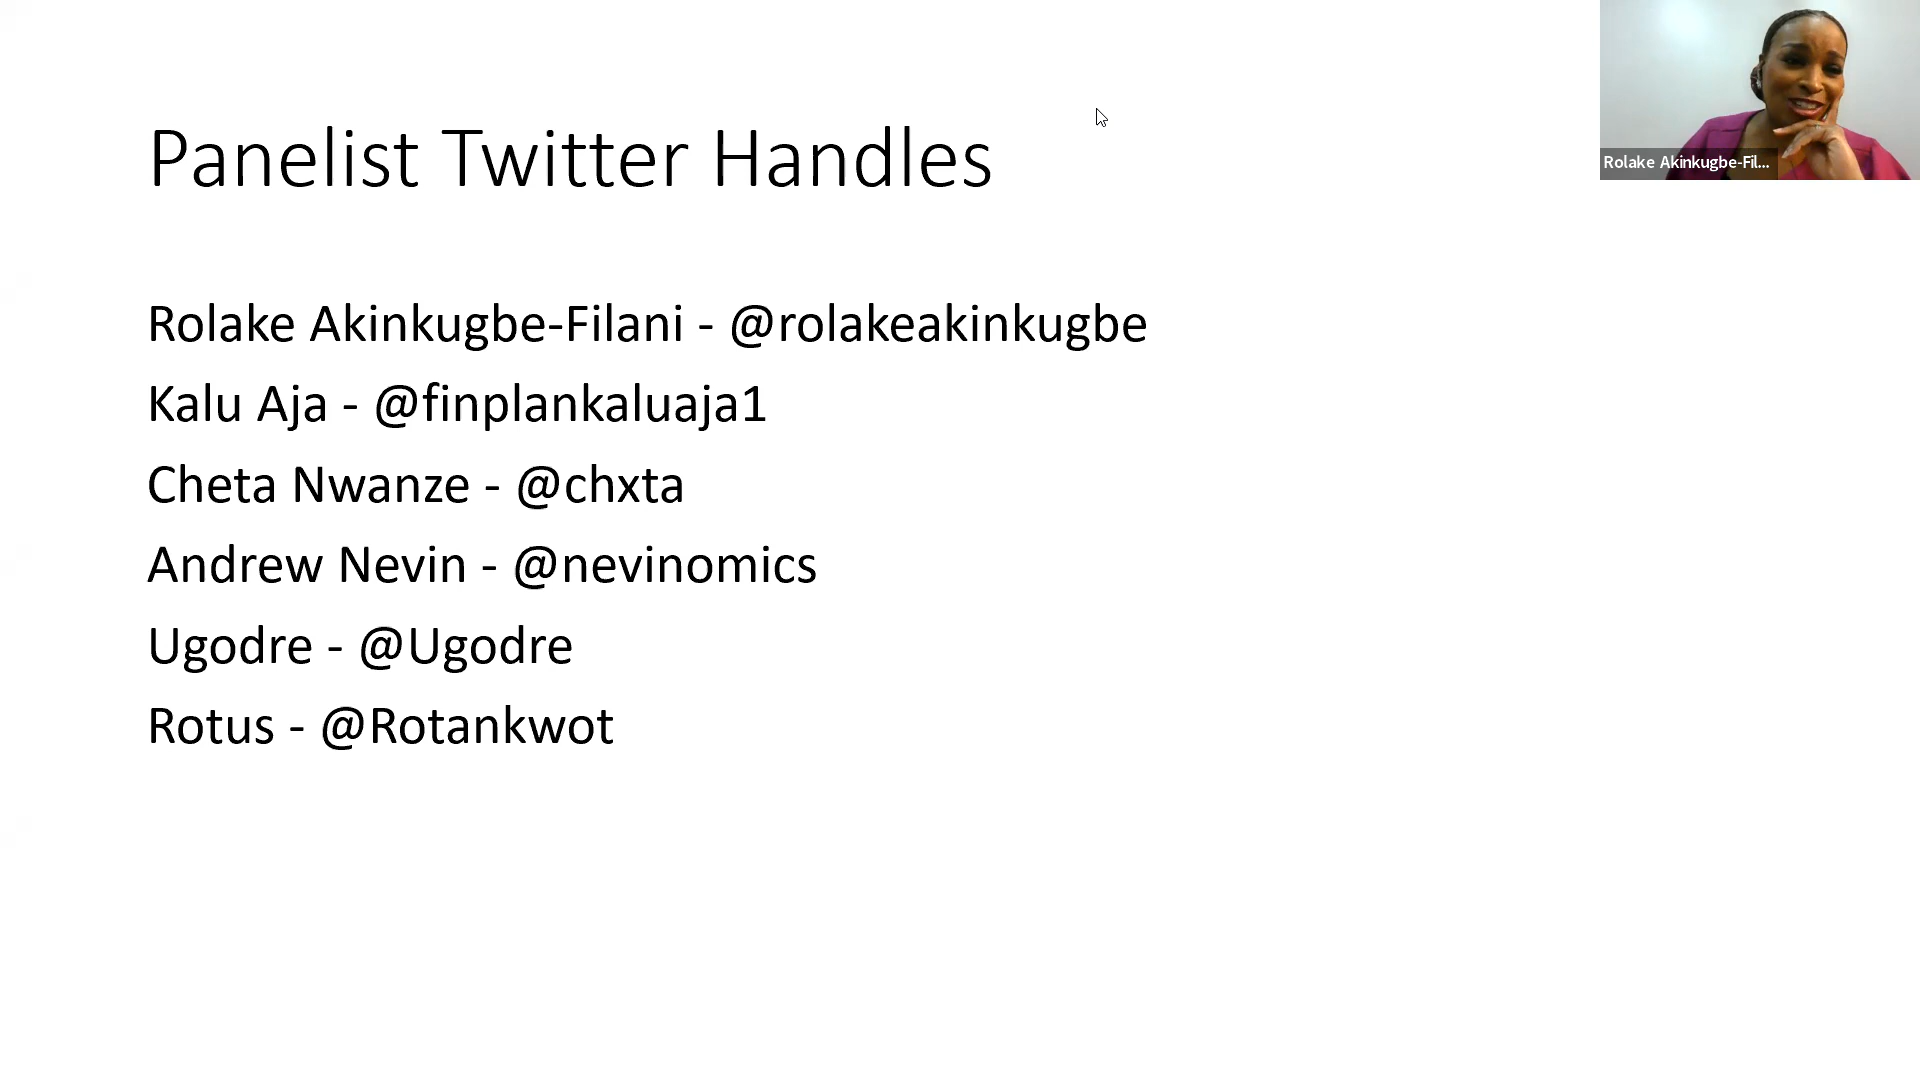 Panelist Twitter Handles
Rolake Akinkugbe-Fil...
Rolake Akinkugbe-Filani - @rolakeakinkugbe
Kalu Aja - @finplankaluaja1
Cheta Nwanze - @chxta
Andrew Nevin - @nevinomics
Ugodre - @Ugodre
Rotus - @Rotankwot